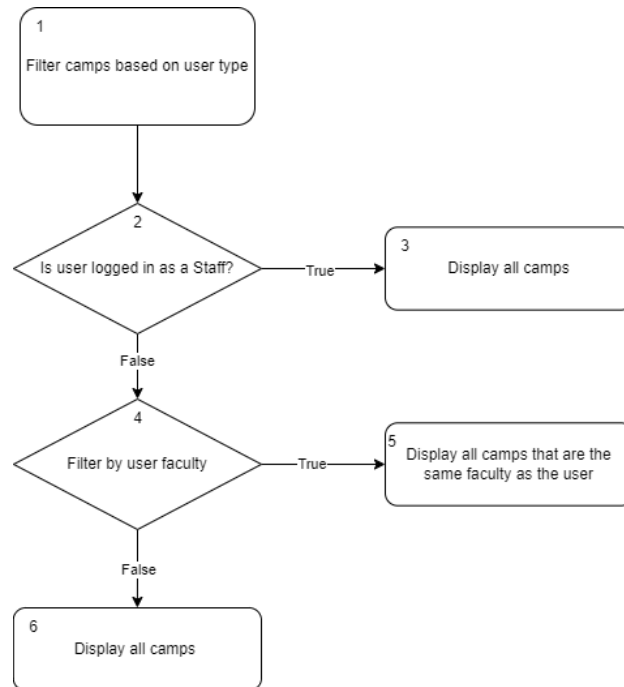 1
Filter camps based on user type
2
Is user logged in as a Staff?
True
3
Display all camps
False
4
Filter by user faculty
True
5
Display all camps that are the
same faculty as the user
False
6
Display all camps